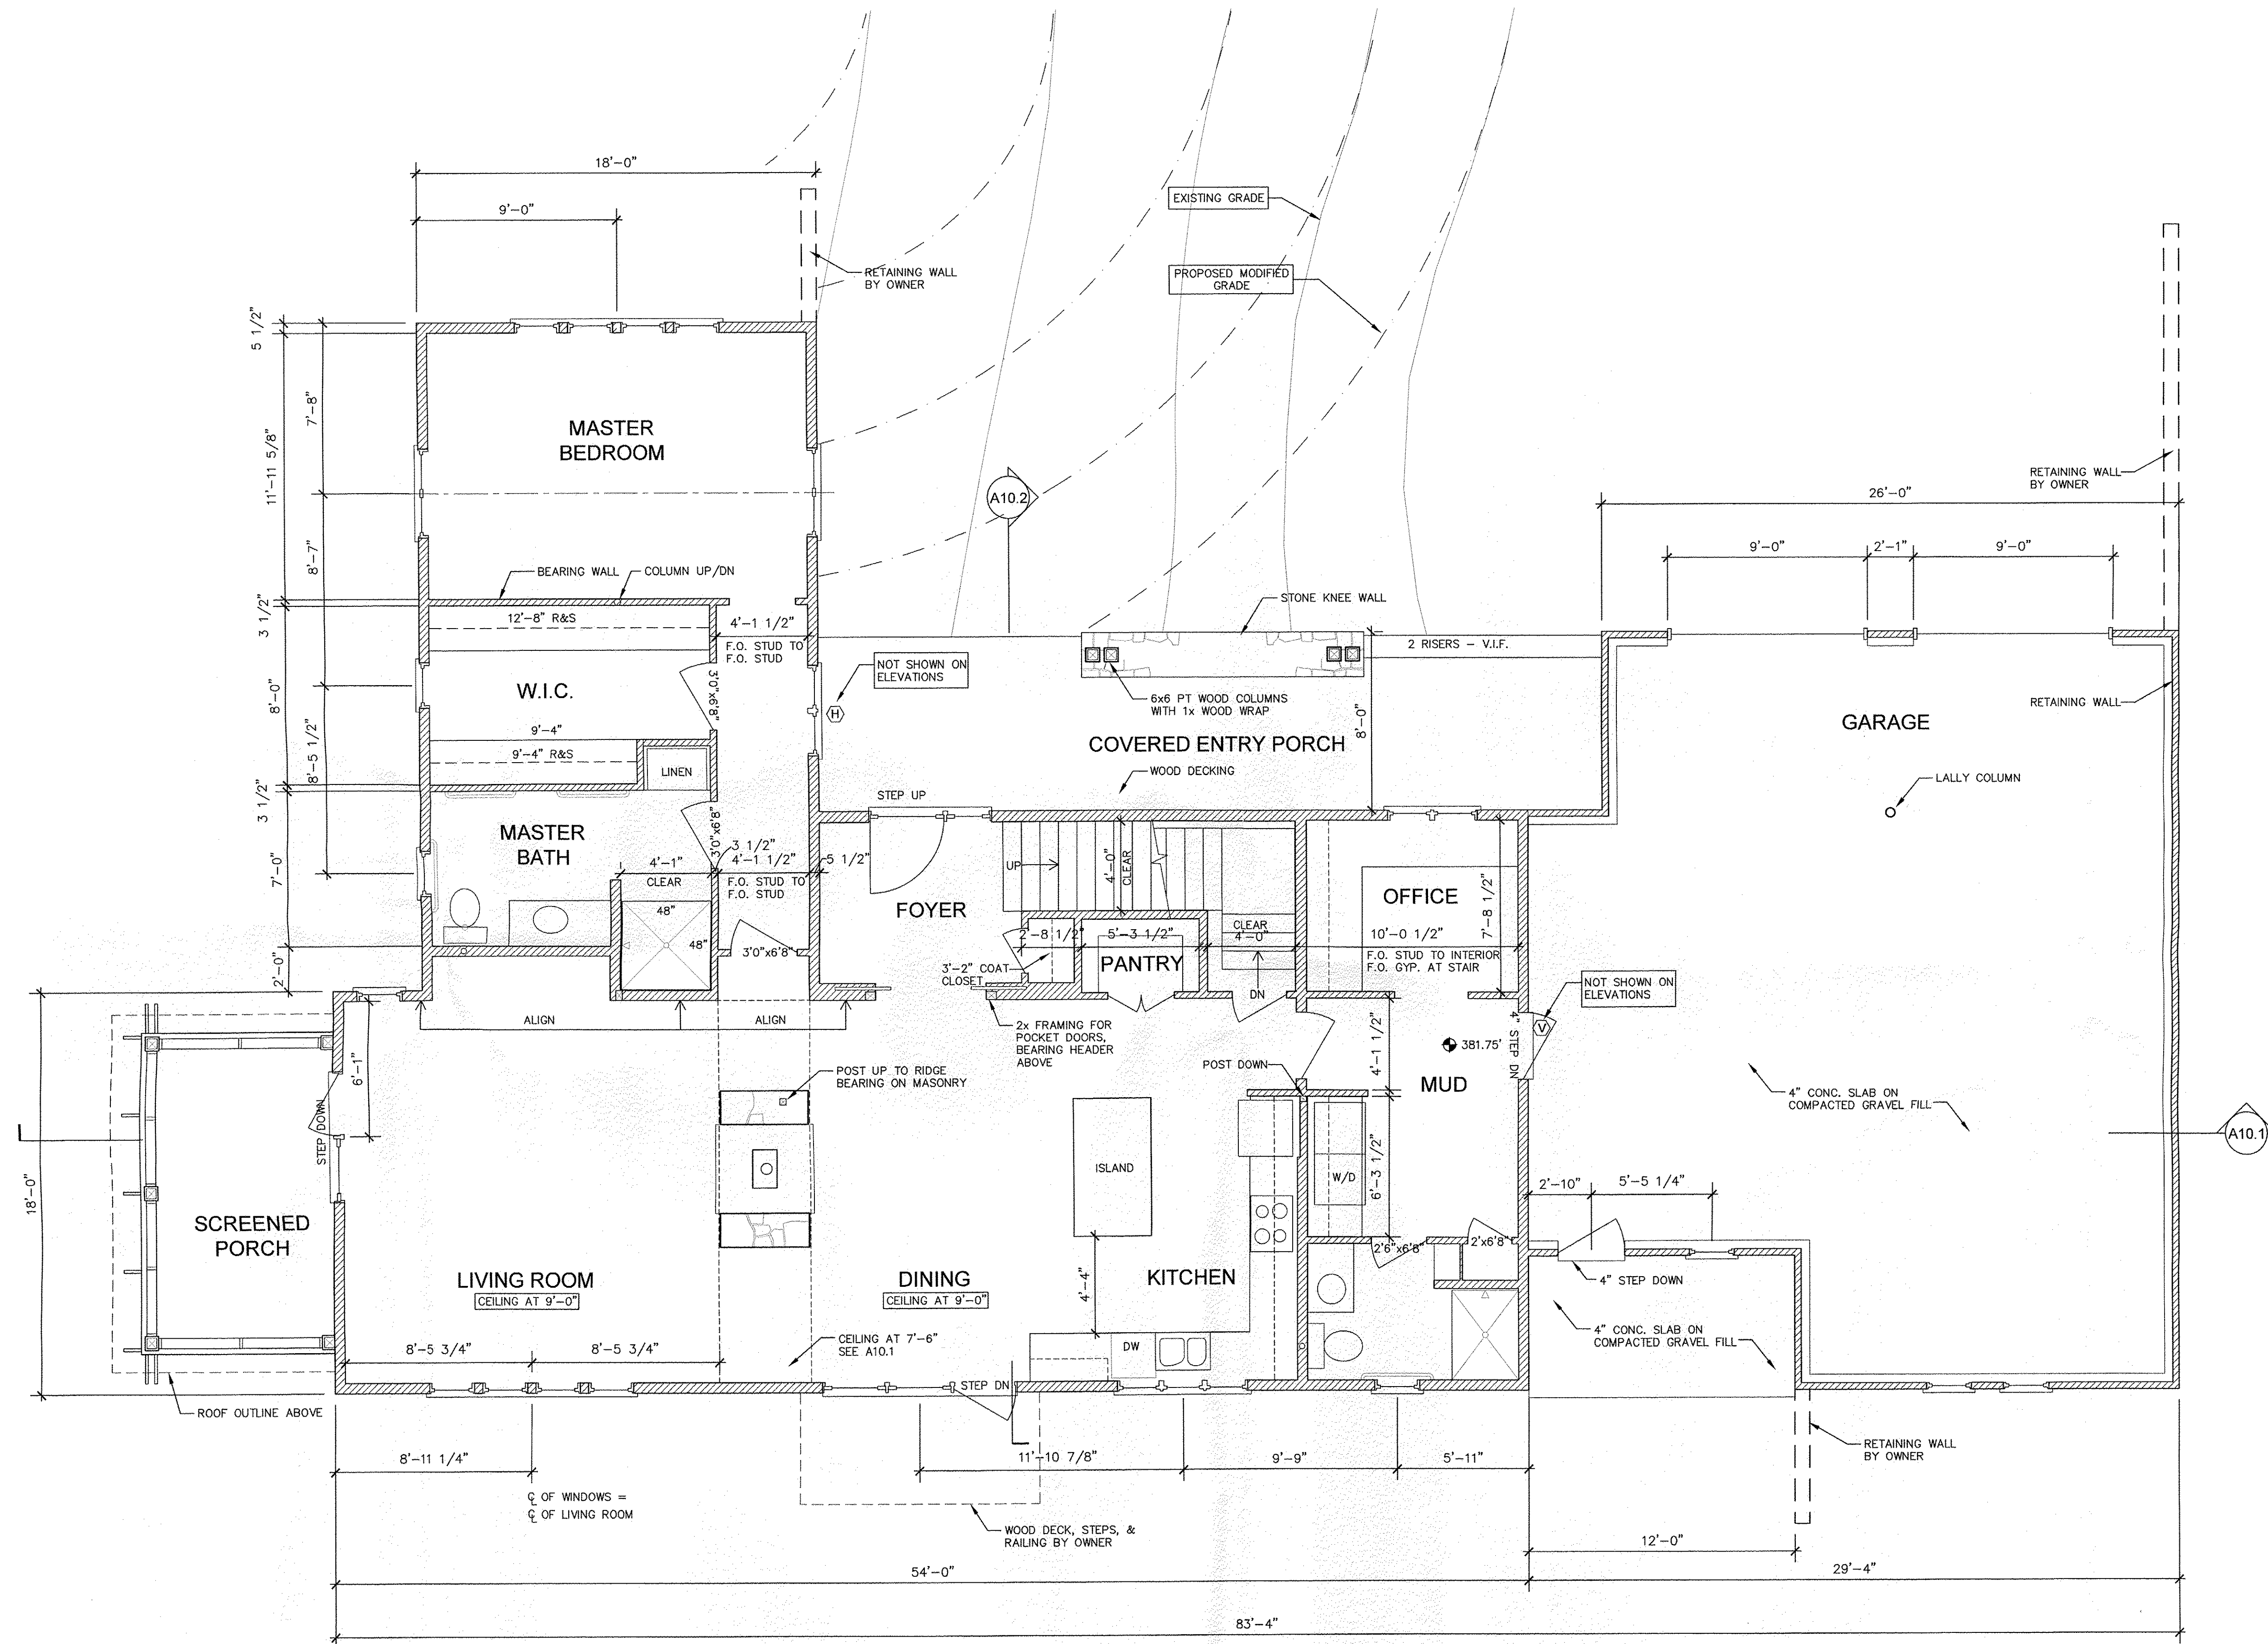 18'-0"
9'-0"
EXISTING GRADE
PROPOSED MODIFIED
GRADE
RETAINING WALL
BY OWNER
5 1/2"
7'-8"
11'-11 5/8"
8'-7"
3 1/2"
8'-0"
8'-5 1/2"
3 1/2"
7'-0"
2'-0"
MASTER
BEDROOM
A10.2
RETAINING WALL
BY OWNER
26'-0"
9'-0"
2'-1"
9'-0"
BEARING WALL
COLUMN UP/DN
STONE KNEE WALL
12'-8" R&S
4'-1 1/2"
F.O. STUD TO
F.O. STUD
2 RISERS - V.I.F.
NOT SHOWN ON
ELEVATIONS
W.I.C.
3'0"x6'8"
H
6x6 PT WOOD COLUMNS
WITH 1x WOOD WRAP
8'-0"
RETAINING WALL
GARAGE
9'-4"
9'-4" R&S
LINEN
COVERED ENTRY PORCH
WOOD DECKING
LALLY COLUMN
STEP UP
MASTER
BATH
3'0"x6'8"
3 1/2"
4'-1"
CLEAR
4'-1 1/2"
5 1/2"
F.O. STUD TO
F.O. STUD
UP
4'-0"
CLEAR
OFFICE
7'-8 1/2"
FOYER
48"
48"
CLEAR
2'-8 1/2"
5'-3 1/2"
4'-0"
10'-0 1/2"
3'0"x6'8"
F.O. STUD TO INTERIOR
F.O. GYP. AT STAIR
PANTRY
3'-2" COAT
CLOSET
DN
NOT SHOWN ON
ELEVATIONS
ALIGN
ALIGN
2x FRAMING FOR
POCKET DOORS,
BEARING HEADER
ABOVE
4'-1 1/2"
4" STEP DN
V
381.75'
6'-1"
STEP DOWN
POST UP TO RIDGE
BEARING ON MASONRY
POST DOWN
MUD
4" CONC. SLAB ON
COMPACTED GRAVEL FILL
A10.1
ISLAND
W/D
6'-3 1/2"
2'-10"
5'-5 1/4"
18'-0"
SCREENED
PORCH
2'6"x6'8"
2'x6'8"
LIVING ROOM
CEILING AT 9'-0"
DINING
CEILING AT 9'-0"
4'-4"
KITCHEN
4" STEP DOWN
8'-5 3/4"
8'-5 3/4"
CEILING AT 7'-6"
SEE A10.1
DW
4" CONC. SLAB ON
COMPACTED GRAVEL FILL
STEP DN
ROOF OUTLINE ABOVE
8'-11 1/4"
11'-10 7/8"
9'-9"
5'-11"
RETAINING WALL
BY OWNER
℄ OF WINDOWS =
℄ OF LIVING ROOM
WOOD DECK, STEPS, &
RAILING BY OWNER
12'-0"
54'-0"
29'-4"
83'-4"